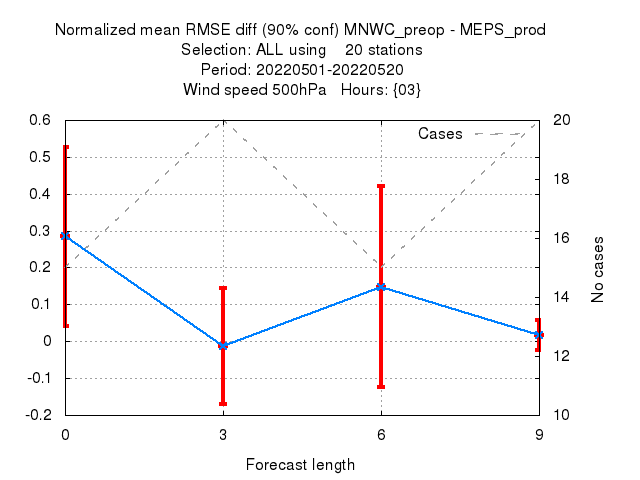 Normalized mean RMSE diff (90% conf) MNWC_preop - MEPS_prod
Selection: ALL using 20 stations
Period: 20220501-20220520
Wind speed 500hPa Hours: {03}
Cases
0.6
0.5
0.4
0.3
0.2
0.1
0
-0.1
-0.2
20
18
16
14
12
10
No cases
0 3 6 9
Forecast length